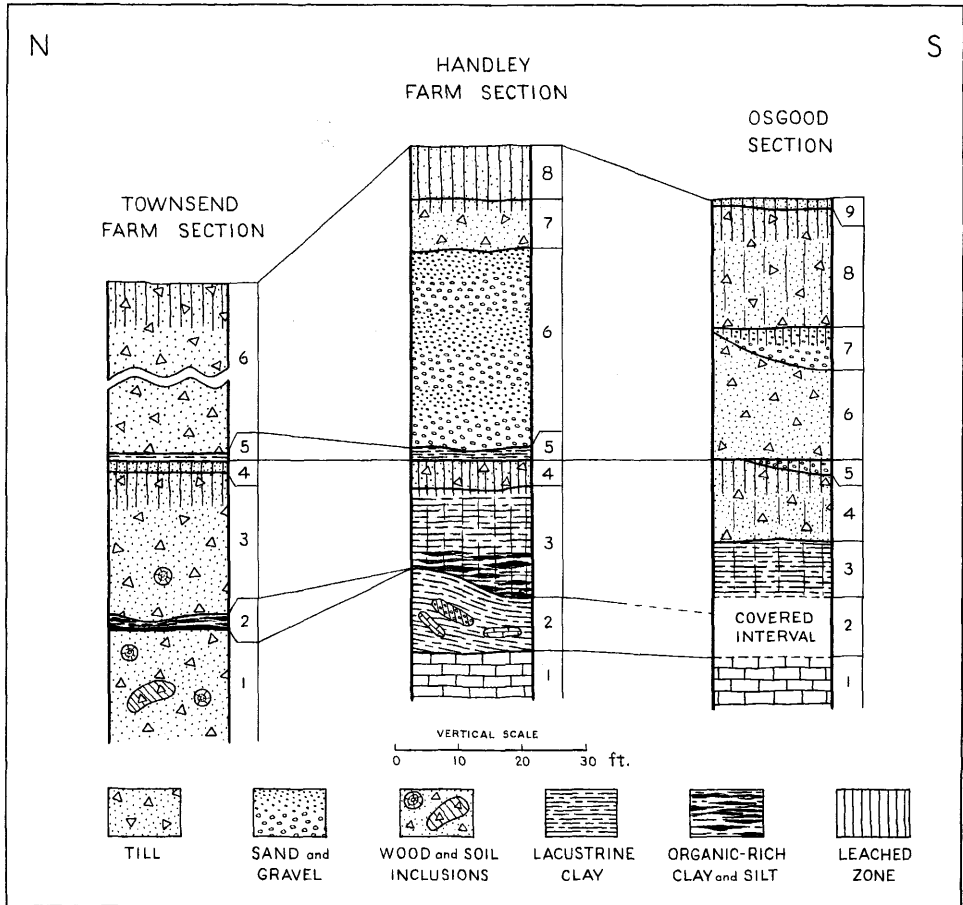 N
S
HANDLEY
FARM SECTION
OSGOOD
SECTION
TOWNSEND
FARM SECTION
6
5
4
3
2
1
8
7
6
5
4
3
2
1
9
8
7
6
5
4
3
COVERED
INTERVAL
2
1
VERTICAL SCALE
0 10 20 30 ft.
TILL
SAND and
GRAVEL
WOOD and SOIL
INCLUSIONS
LACUSTRINE
CLAY
ORGANIC-RICH
CLAY and SILT
LEACHED
ZONE